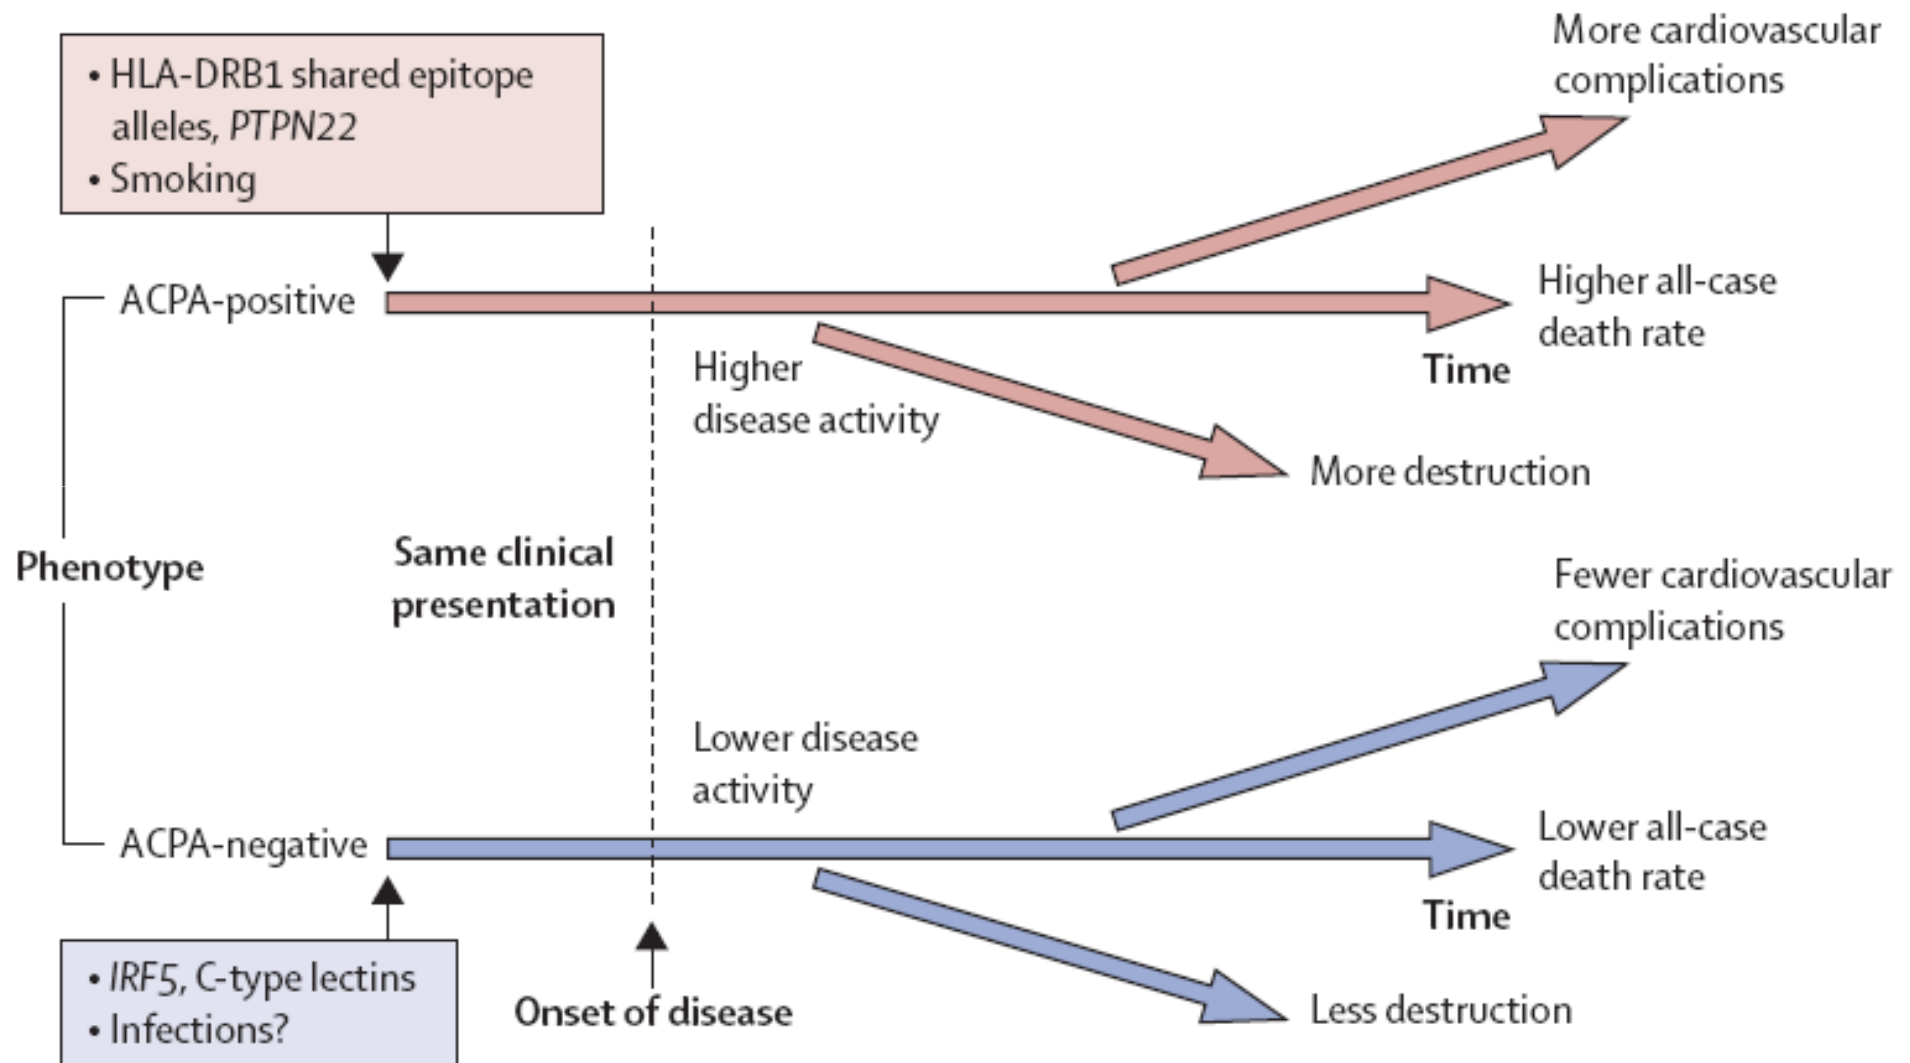 • HLA-DRB1 shared epitope
alleles, PTPN22
• Smoking
More cardiovascular
complications
ACPA-positive
Higher all-case
death rate
Time
Higher
disease activity
More destruction
Phenotype
Same clinical
presentation
Fewer cardiovascular
complications
Lower disease
activity
ACPA-negative
Lower all-case
death rate
Time
• IRF5, C-type lectins
• Infections?
Onset of disease
Less destruction